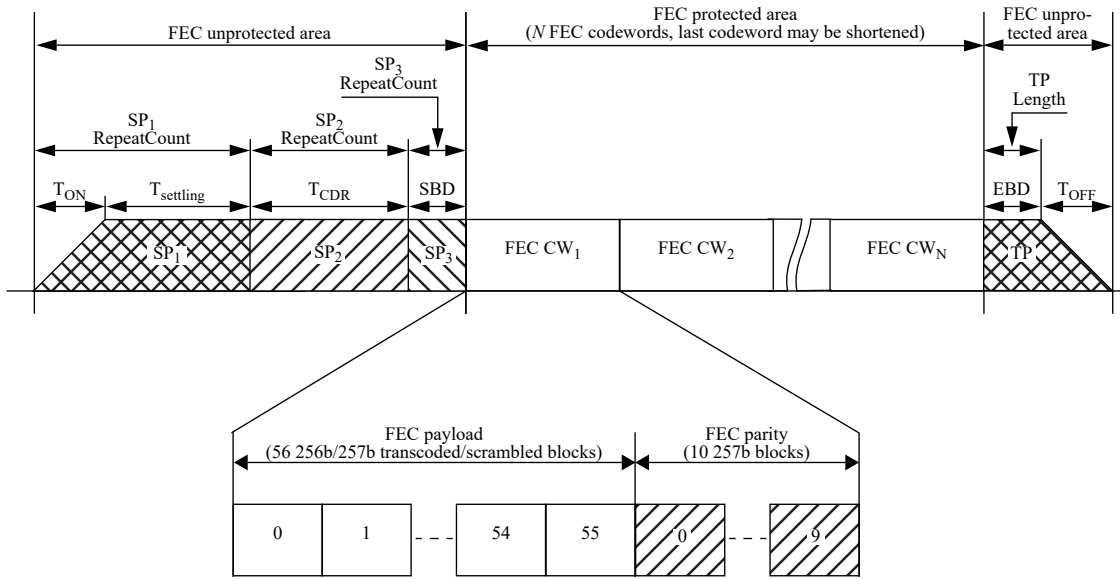 FEC unprotected area
FEC protected area
(N FEC codewords, last codeword may be shortened)
FEC unpro-
tected area
SP3
RepeatCount
TP
Length
SP1
RepeatCount
SP2
RepeatCount
TON
Tsettling
TCDR
SBD
EBD
TOFF
SP1
SP2
SP3
FEC CW1
FEC CW2
FEC CWN
TP
FEC payload
(56 256b/257b transcoded/scrambled blocks)
FEC parity
(10 257b blocks)
0
1
54
55
0
9